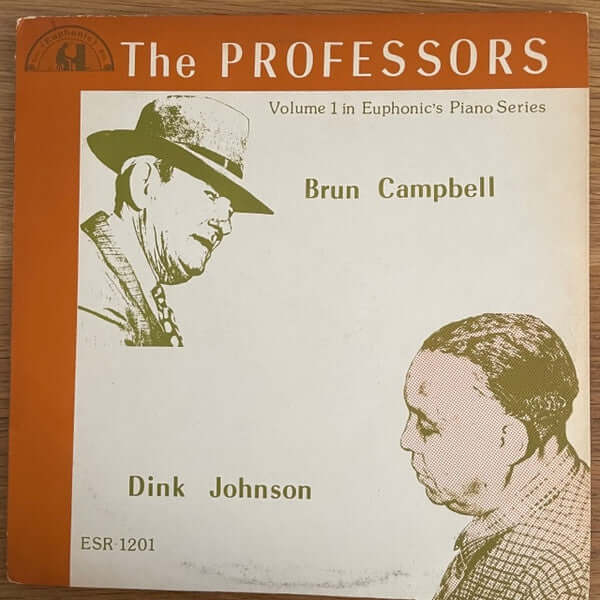 {Euphonic}
The PROFESSORS
Volume 1 in Euphonic's Piano Series
Brun Campbell
Dink Johnson
ESR-1201